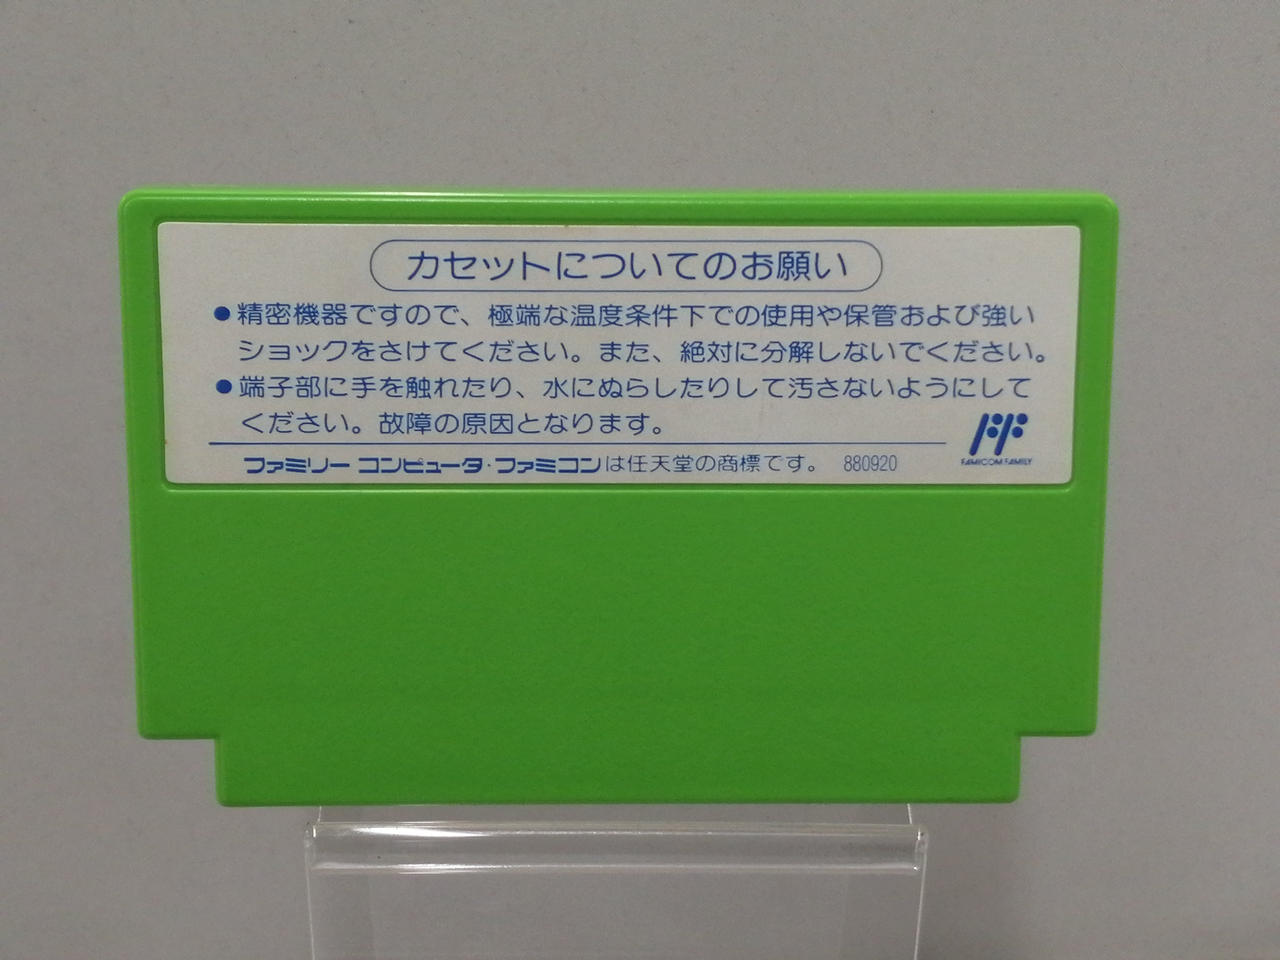 カセットについてのお願い
●精密機器ですので、極端な温度条件下での使用や保管および強い
ショックをさけてください。また、絶対に分解しないでください。
●端子部に手を触れたり、水にぬらしたりして汚さないようにして
ください。故障の原因となります。
FF
FAMICOM FAMILY
ファミリー コンピュータ・ファミコンは任天堂の商標です。 880920